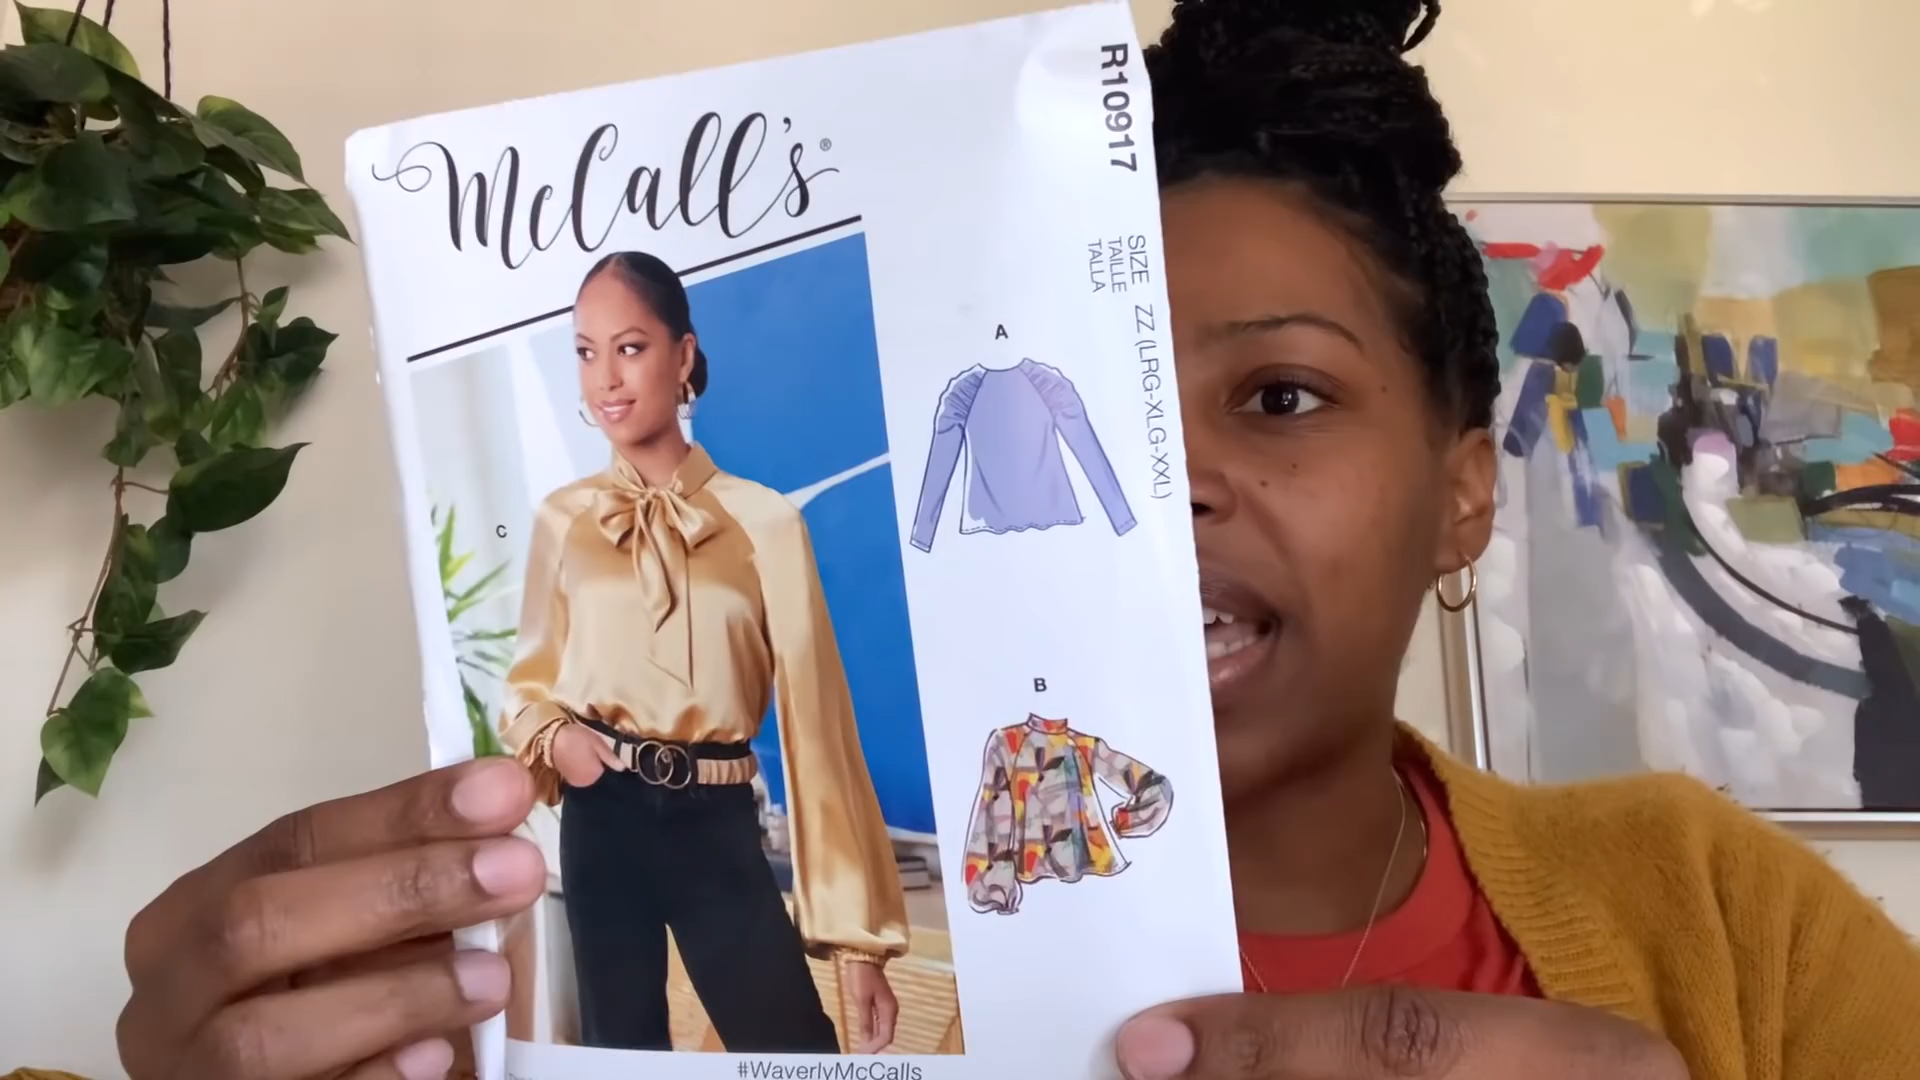 McCall's®
R10917
SIZE ZZ (LRG-XLG-XXL)
TAILLE
TALLA
A
C
B
#WaverlyMcCalls